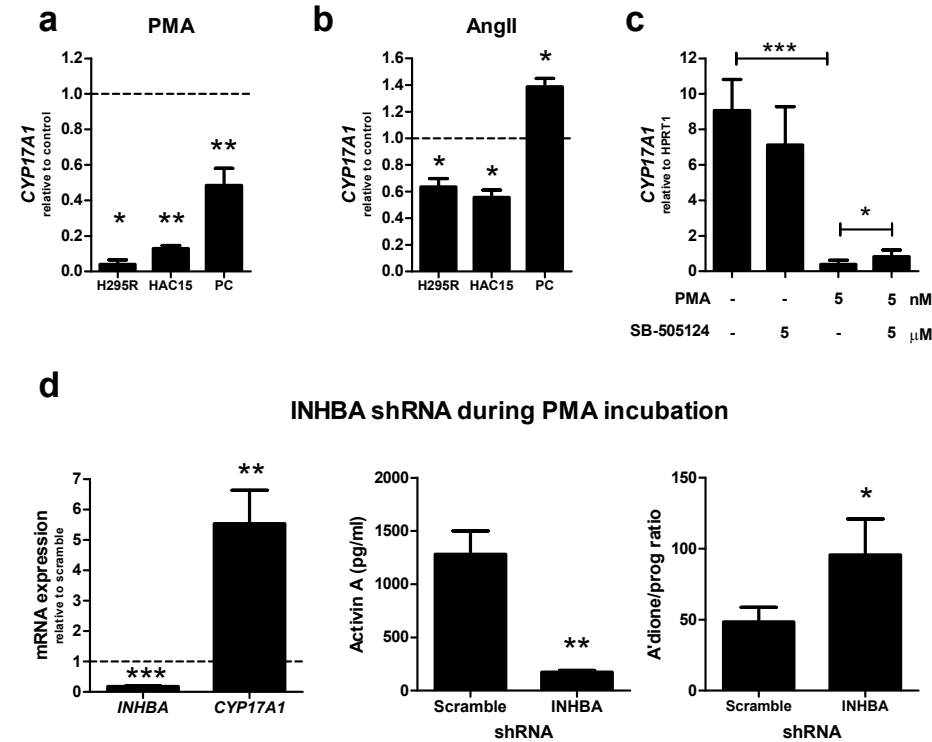 a
PMA
CYP17A1
relative to control
1.2
1.0
0.8
0.6
0.4
0.2
0.0
*
**
**
H295R HAC15 PC
b
AngII
CYP17A1
relative to control
1.6
1.4
1.2
1.0
0.8
0.6
0.4
0.2
0.0
*
*
*
H295R HAC15 PC
c
CYP17A1
relative to HPRT1
12
10
8
6
4
2
0
***
*
PMA - - 5 5 nM
SB-505124 - 5 - 5 μM
d
INHBA shRNA during PMA incubation
mRNA expression
relative to scramble
7
6
5
4
3
2
1
0
***
**
INHBA CYP17A1
Activin A (pg/ml)
2000
1500
1000
500
0
**
Scramble INHBA
shRNA
A'dione/prog ratio
150
100
50
0
*
Scramble INHBA
shRNA